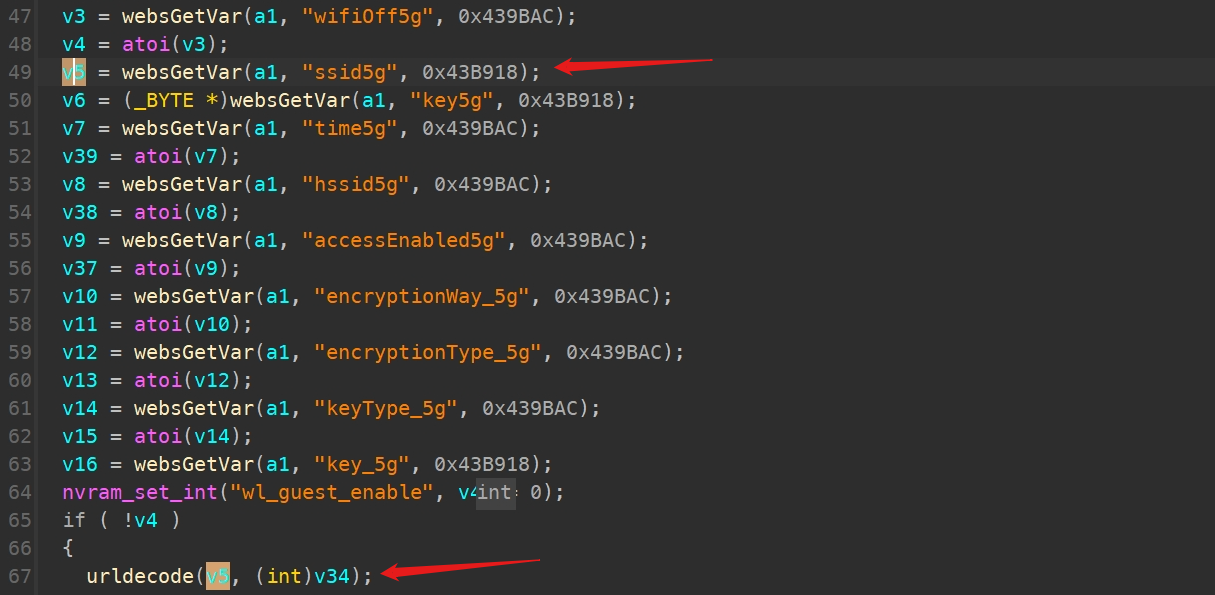 47 v3 = websGetVar(a1, "wifiOff5g", 0x439BAC);
48 v4 = atoi(v3);
49 v5 = websGetVar(a1, "ssid5g", 0x43B918);
50 v6 = (_BYTE *)websGetVar(a1, "key5g", 0x43B918);
51 v7 = websGetVar(a1, "time5g", 0x439BAC);
52 v39 = atoi(v7);
53 v8 = websGetVar(a1, "hssid5g", 0x439BAC);
54 v38 = atoi(v8);
55 v9 = websGetVar(a1, "accessEnabled5g", 0x439BAC);
56 v37 = atoi(v9);
57 v10 = websGetVar(a1, "encryptionWay_5g", 0x439BAC);
58 v11 = atoi(v10);
59 v12 = websGetVar(a1, "encryptionType_5g", 0x439BAC);
60 v13 = atoi(v12);
61 v14 = websGetVar(a1, "keyType_5g", 0x439BAC);
62 v15 = atoi(v14);
63 v16 = websGetVar(a1, "key_5g", 0x43B918);
64 nvram_set_int("wl_guest_enable", v4 int 0);
65 if ( !v4 )
66 {
67 urldecode(v5, (int)v34);